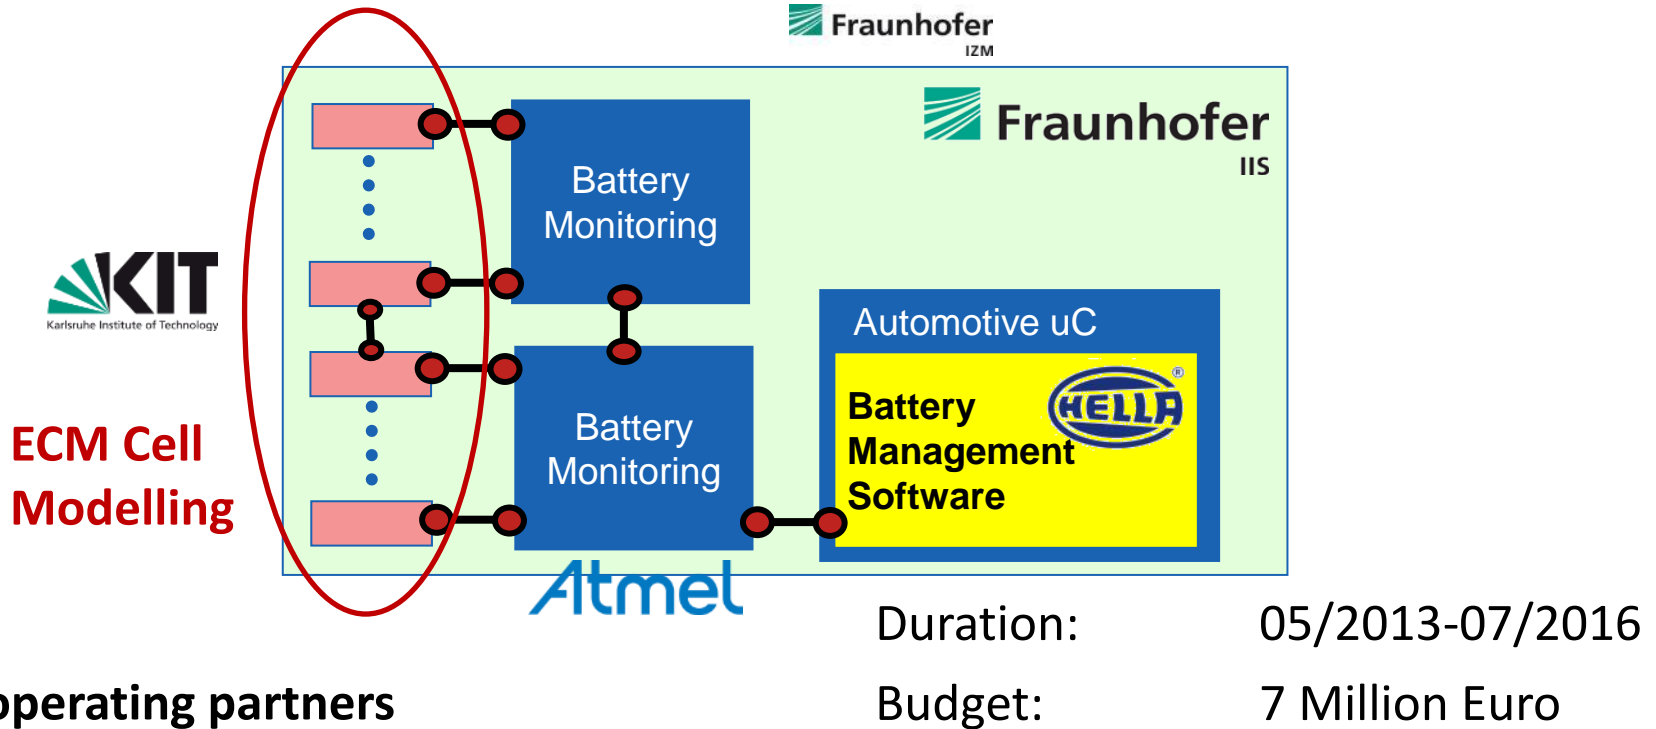 Fraunhofer
IZM
Fraunhofer
IIS
Battery
Monitoring
KIT
Karlsruhe Institute of Technology
Automotive uC
Battery
Management
Software
HELLA
®
ECM Cell
Modelling
Battery
Monitoring
Atmel
Duration: 05/2013-07/2016
operating partners
Budget: 7 Million Euro